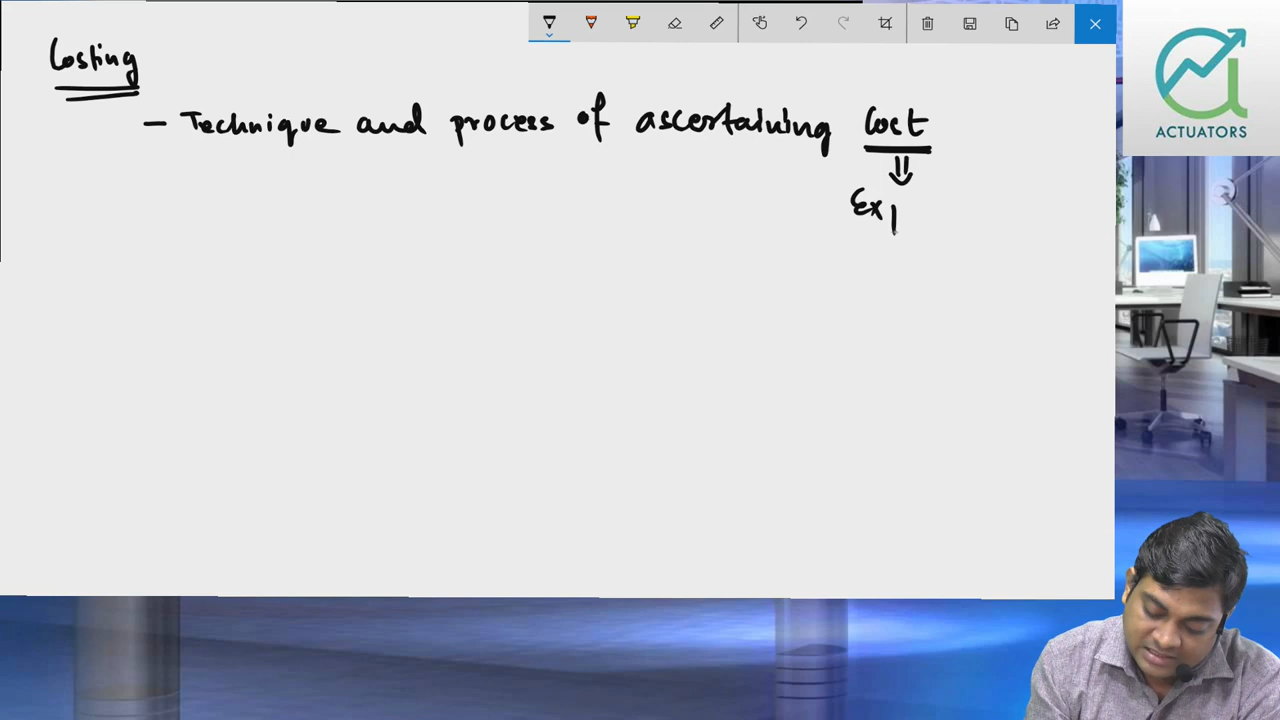 Costing
- Technique and process of ascertaining Cost
Ex
ACTUATORS